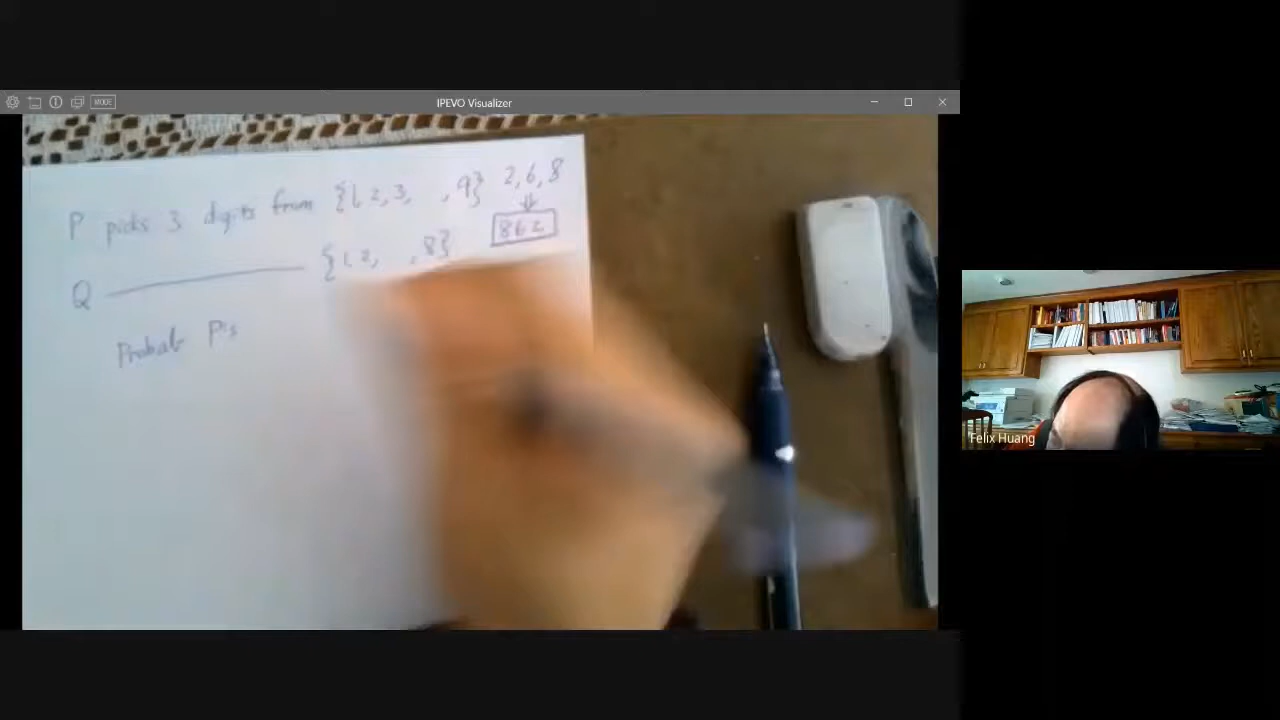 MODE
IPEVO Visualizer
P picks 3 digits from {1, 2, 3, , 9} 2, 6, 8
⇓
862
Q {1, 2, , 8}
Probab P's
Felix Huang